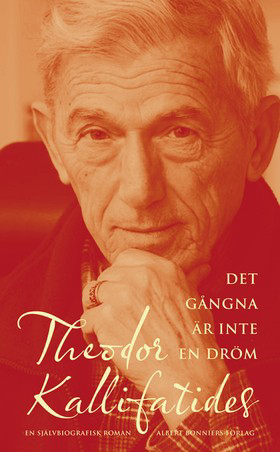 DET
GÅNGNA
ÄR INTE
EN DRÖM
Theodor
Kallifatides
EN SJÄLVBIOGRAFISK ROMAN
ALBERT BONNIERS FÖRLAG